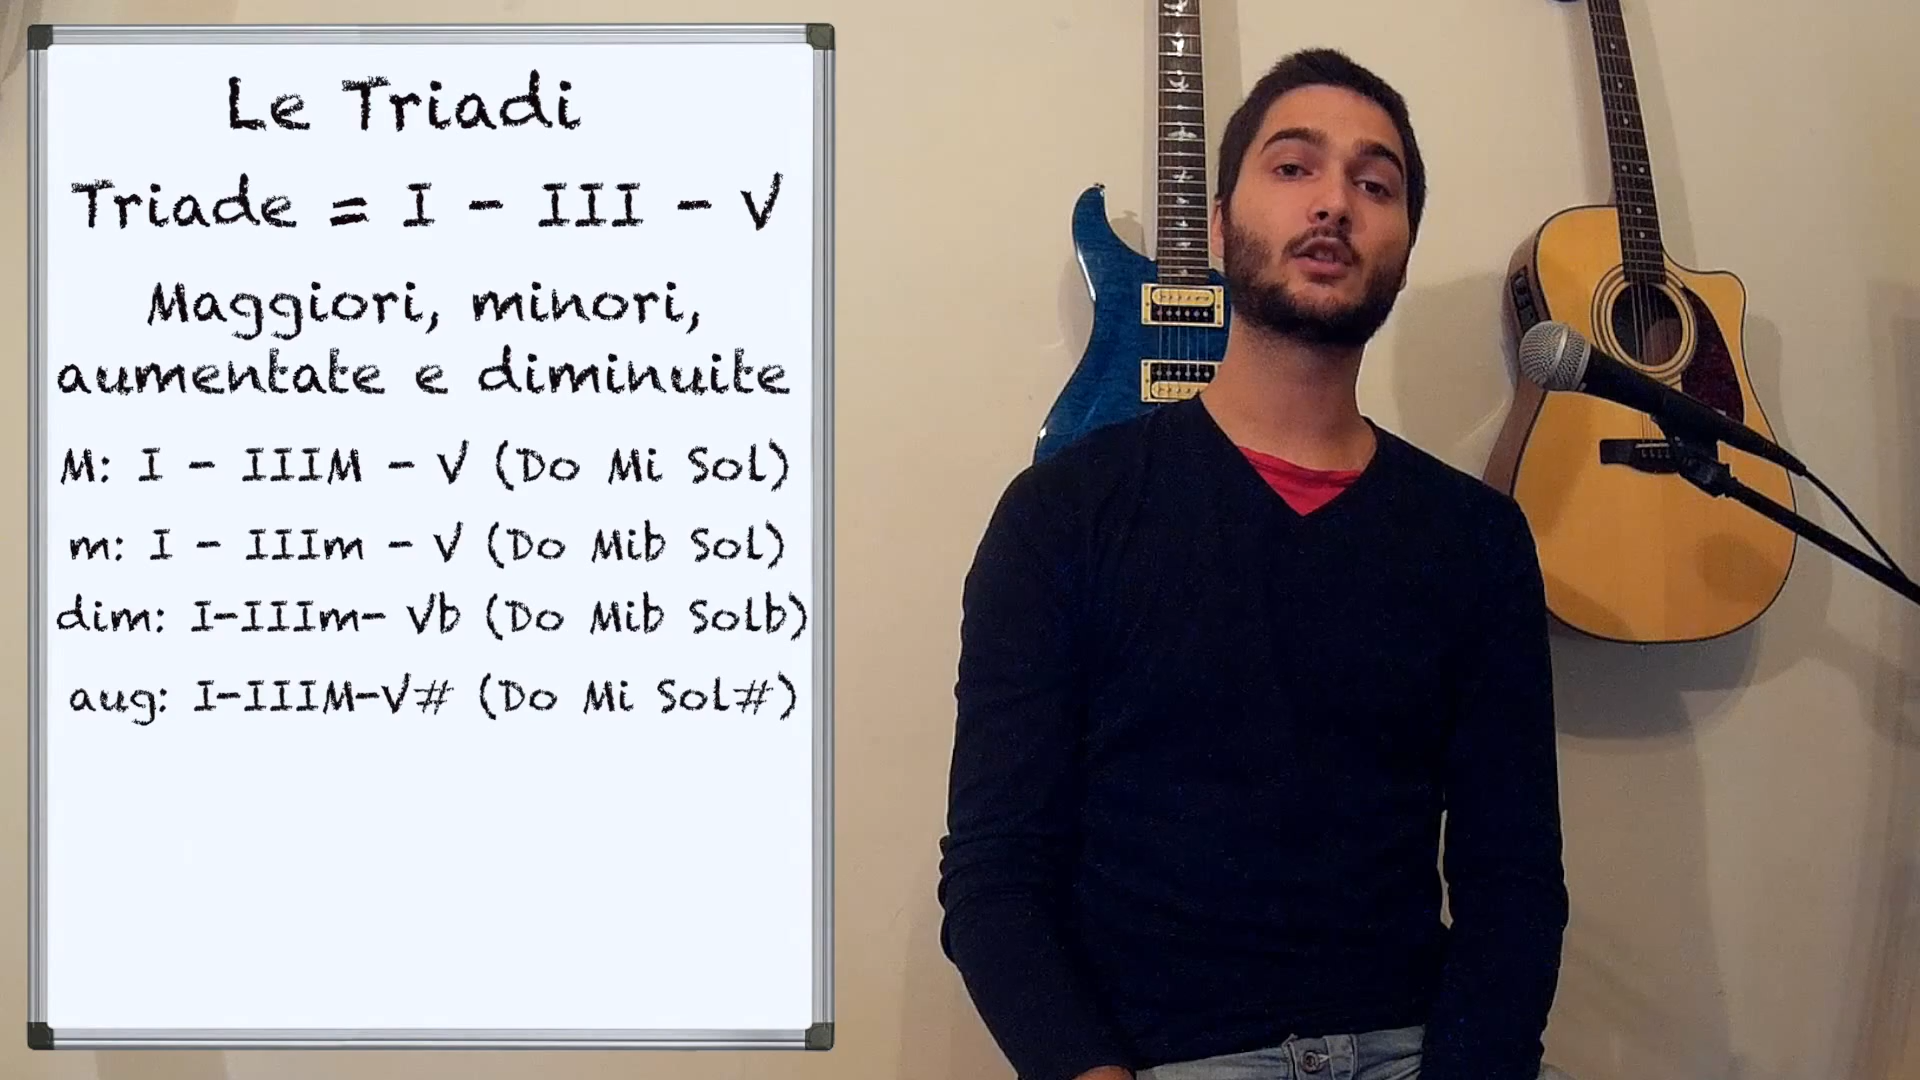 Le Triadi
Triade = I - III - V
Maggiori, minori,
aumentate e diminuite
M: I - IIIM - V (Do Mi Sol)
m: I - IIIm - V (Do Mib Sol)
dim: I-IIIm- Vb (Do Mib Solb)
aug: I-IIIM-V# (Do Mi Sol#)